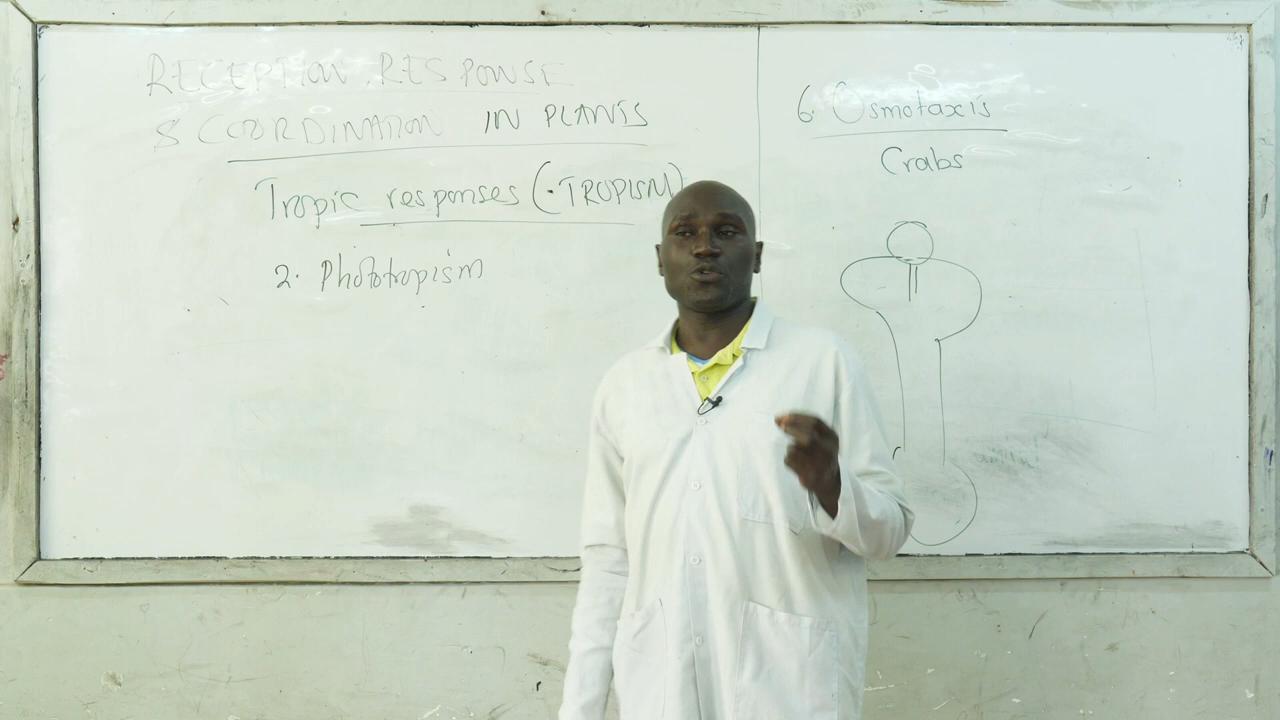 RECEPTION RESPONSE
& COORDINATION IN PLANTS
Tropic responses (TROPISM)
2. Phototropism
6. Osmotaxis
Crabs